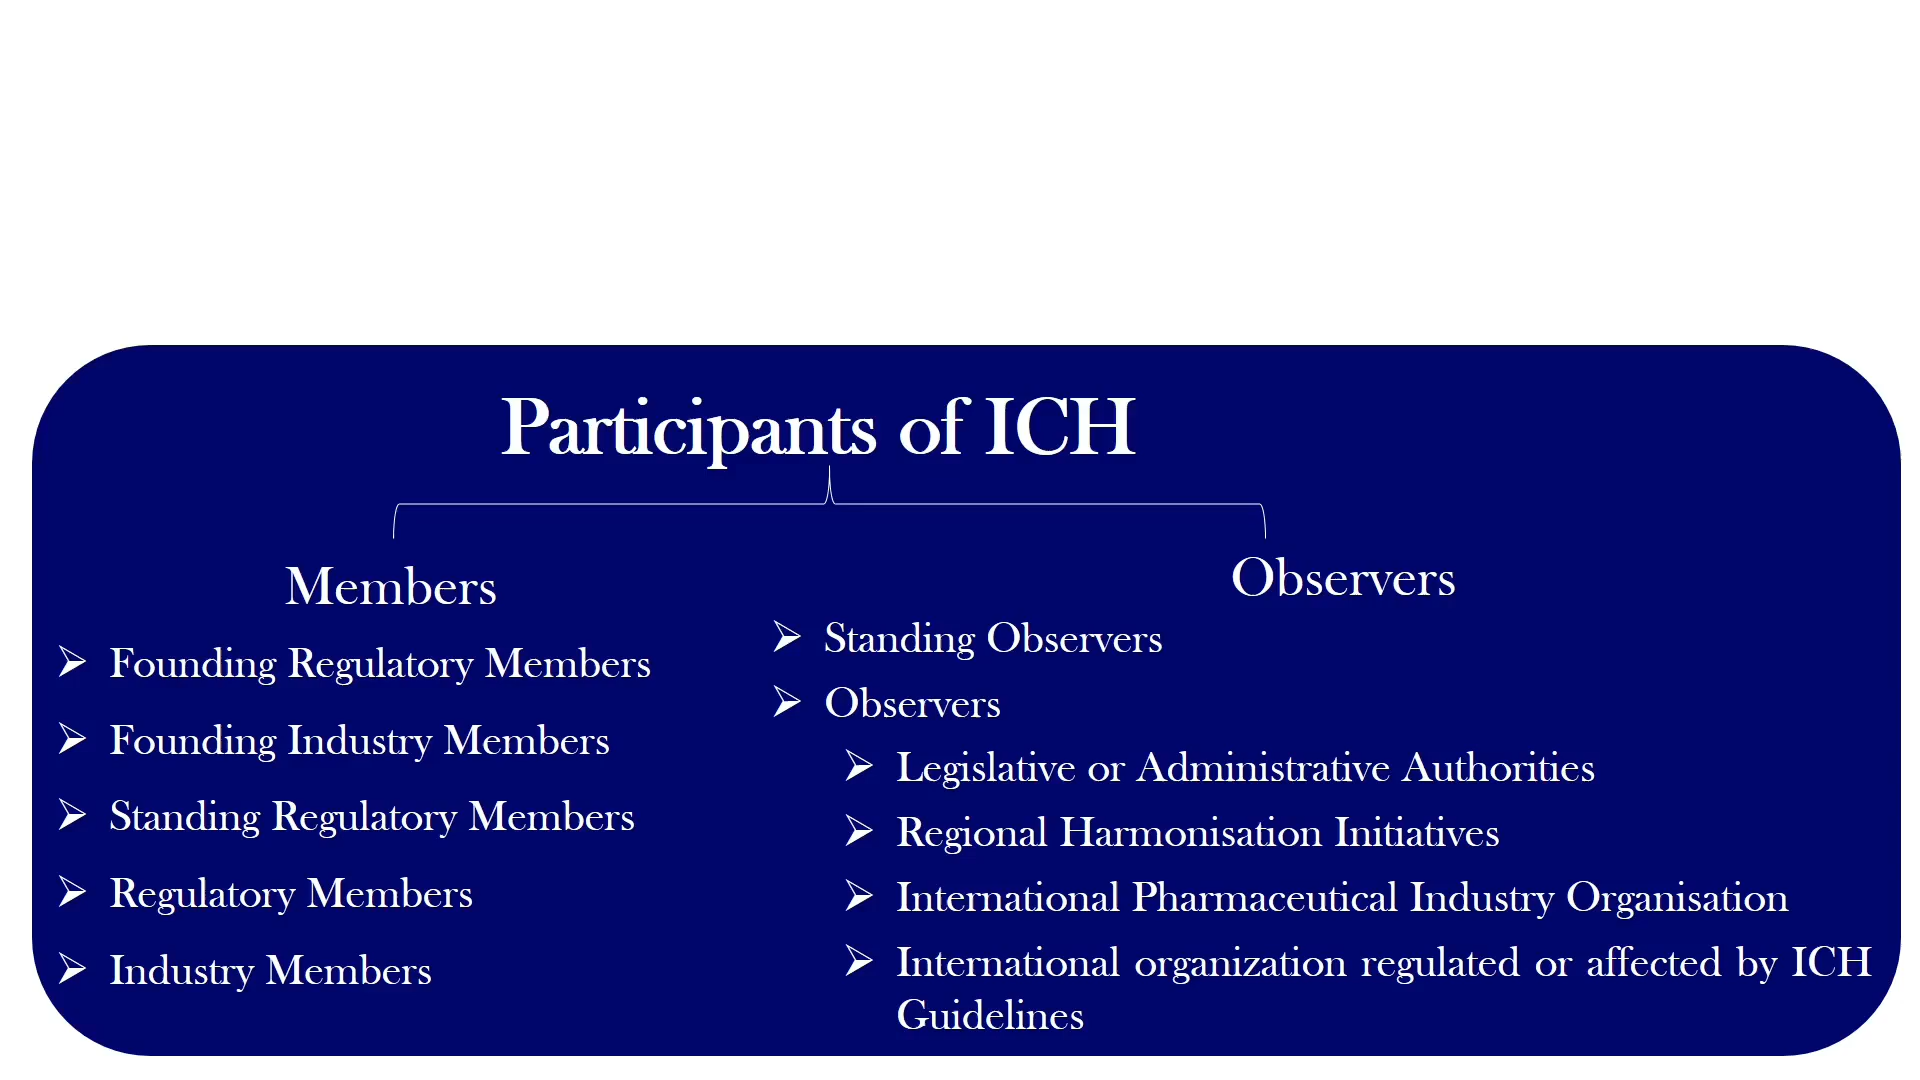 Participants of ICH
Members
Founding Regulatory Members
Founding Industry Members
Standing Regulatory Members
Regulatory Members
Industry Members
Observers
Standing Observers
Observers
Legislative or Administrative Authorities
Regional Harmonisation Initiatives
International Pharmaceutical Industry Organisation
International organization regulated or affected by ICH
Guidelines